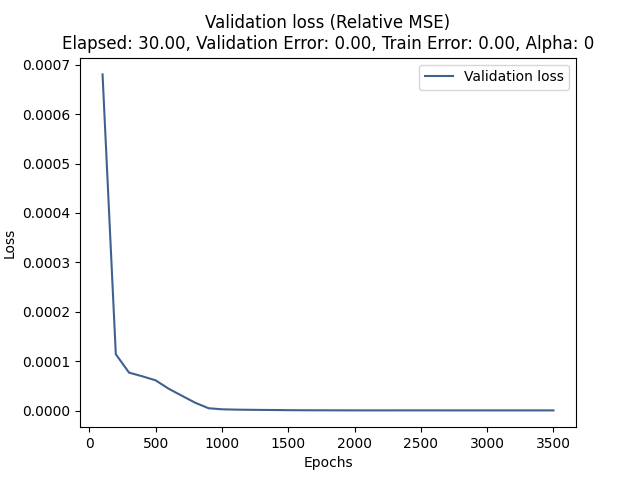 Validation loss (Relative MSE)
Elapsed: 30.00, Validation Error: 0.00, Train Error: 0.00, Alpha: 0
Validation loss
0.0007
0.0006
0.0005
0.0004
0.0003
0.0002
0.0001
0.0000
Loss
0 500 1000 1500 2000 2500 3000 3500
Epochs